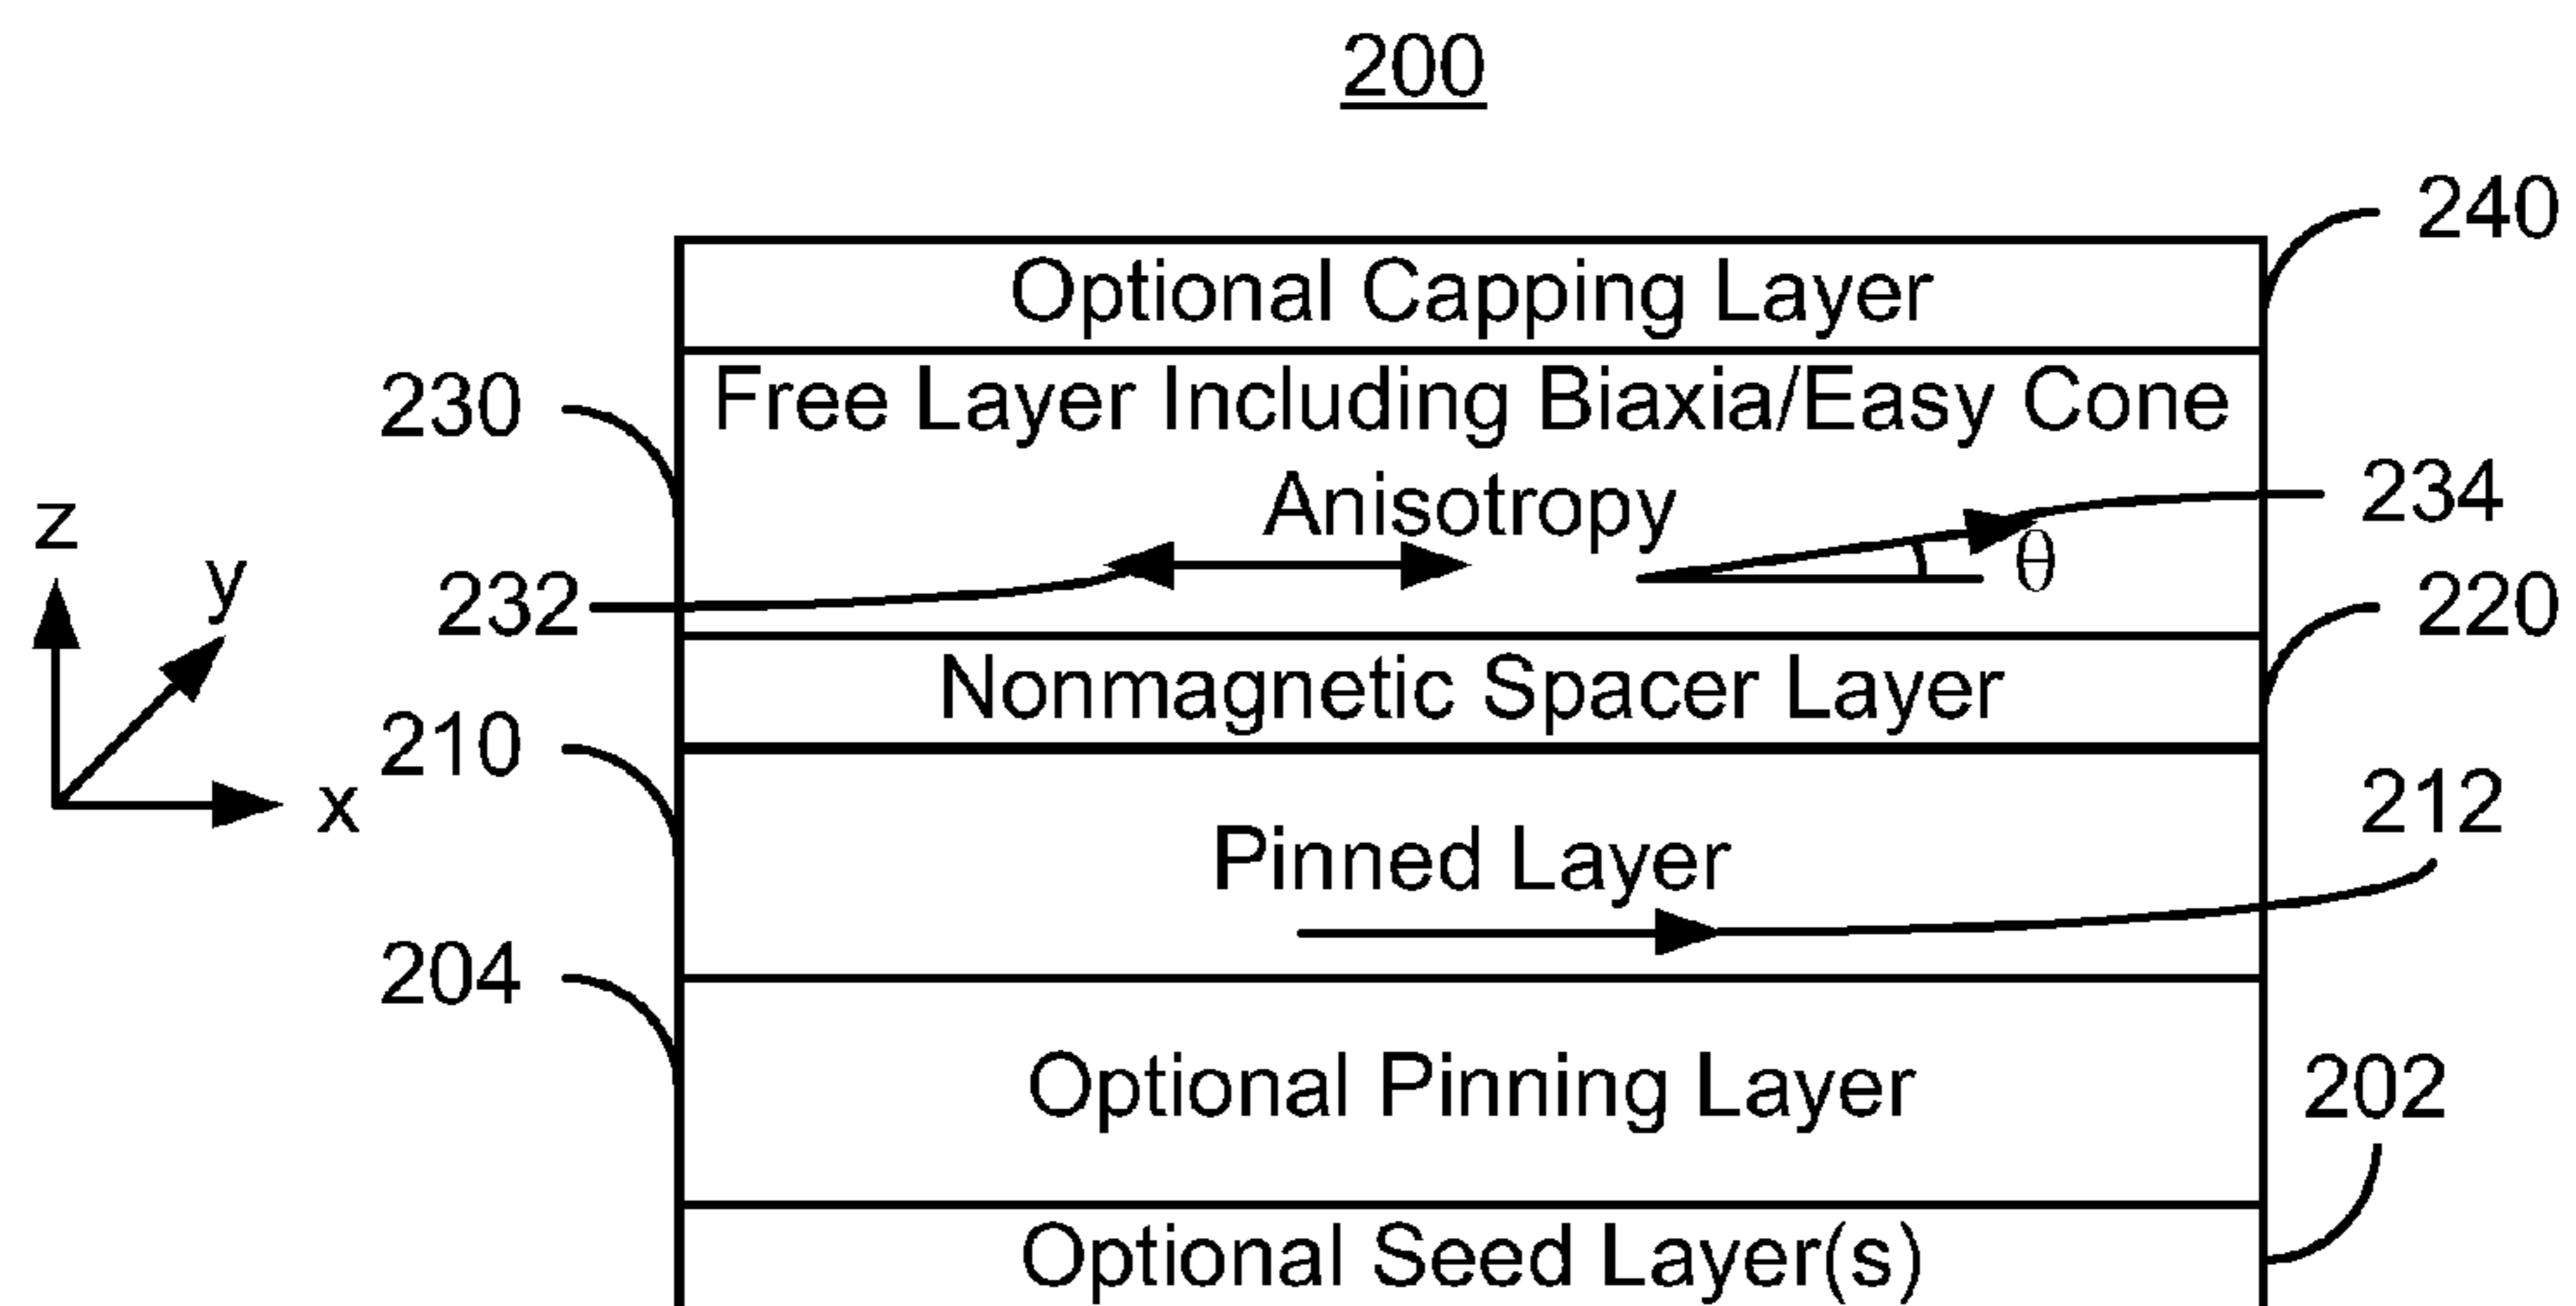 200
240
Optional Capping Layer
230
Free Layer Including Biaxia/Easy Cone
Anisotropy
234
θ
z
y
x
232
220
Nonmagnetic Spacer Layer
210
212
Pinned Layer
204
Optional Pinning Layer
202
Optional Seed Layer(s)